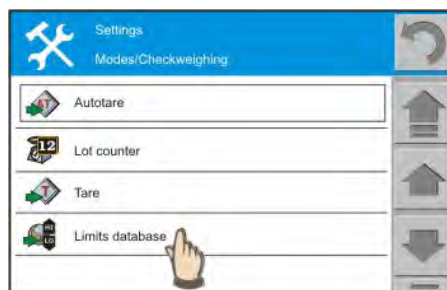 Settings
Modes/Checkweighing
Autotare
Lot counter
Tare
Limits database